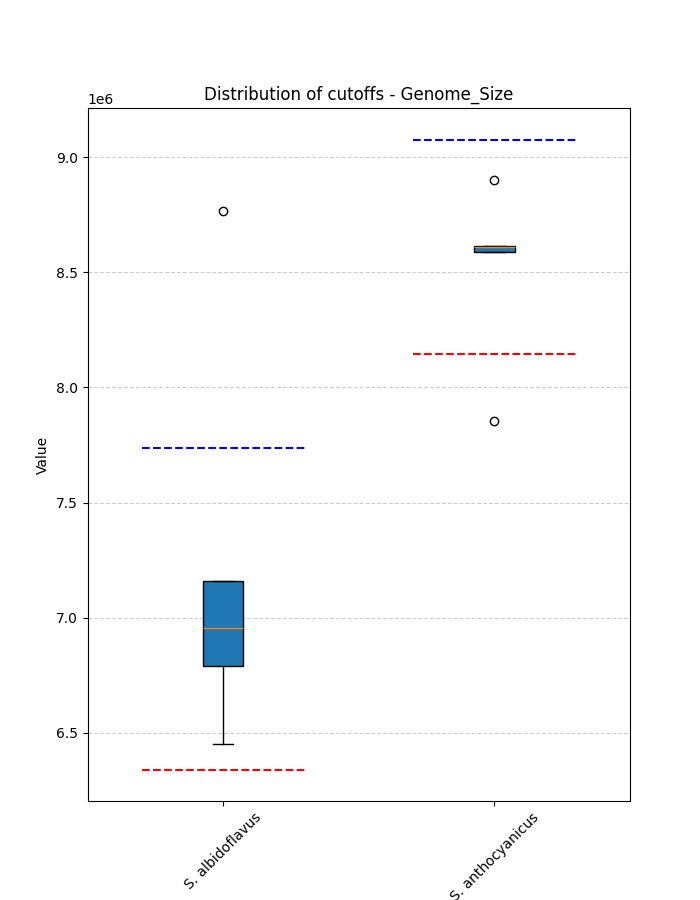 Distribution of cutoffs - Genome_Size
1e6
9.0
8.5
8.0
7.5
7.0
6.5
Value
S. albidoflavus
S. anthocyanicus